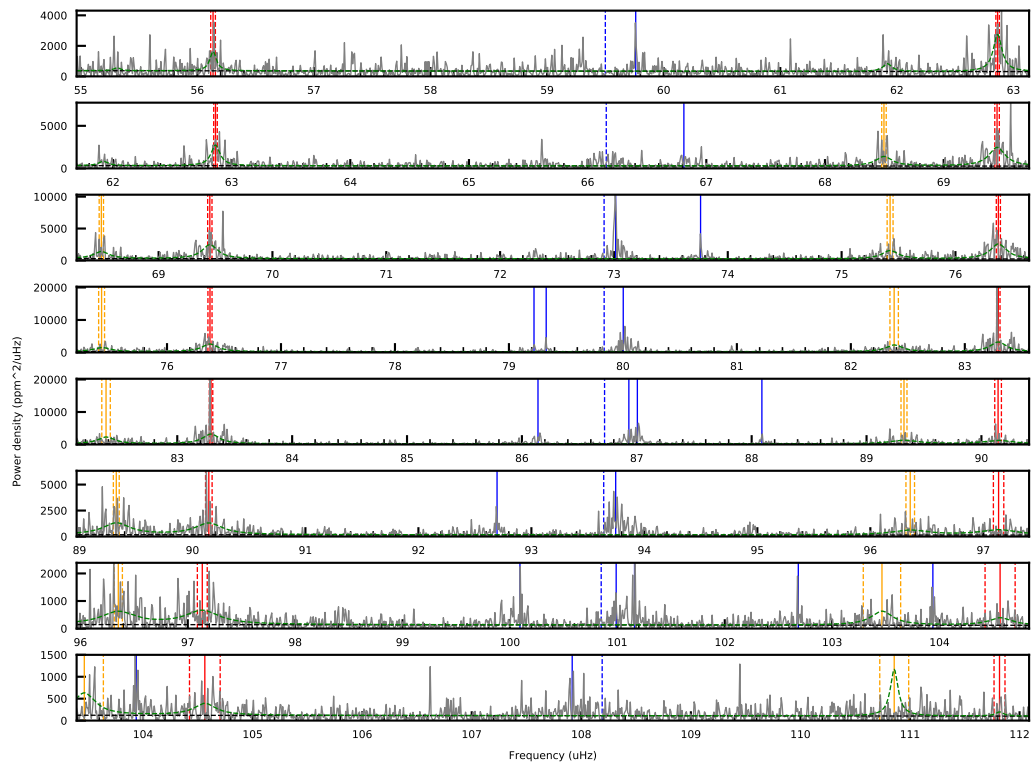 4000
2000
0
55 56 57 58 59 60 61 62 63
5000
0
62 63 64 65 66 67 68 69
10000
5000
0
69 70 71 72 73 74 75 76
20000
10000
0
76 77 78 79 80 81 82 83
20000
10000
0
83 84 85 86 87 88 89 90
Power density (ppm^2/uHz)
5000
2500
0
89 90 91 92 93 94 95 96 97
2000
1000
0
96 97 98 99 100 101 102 103 104
1500
1000
500
0
104 105 106 107 108 109 110 111 112
Frequency (uHz)